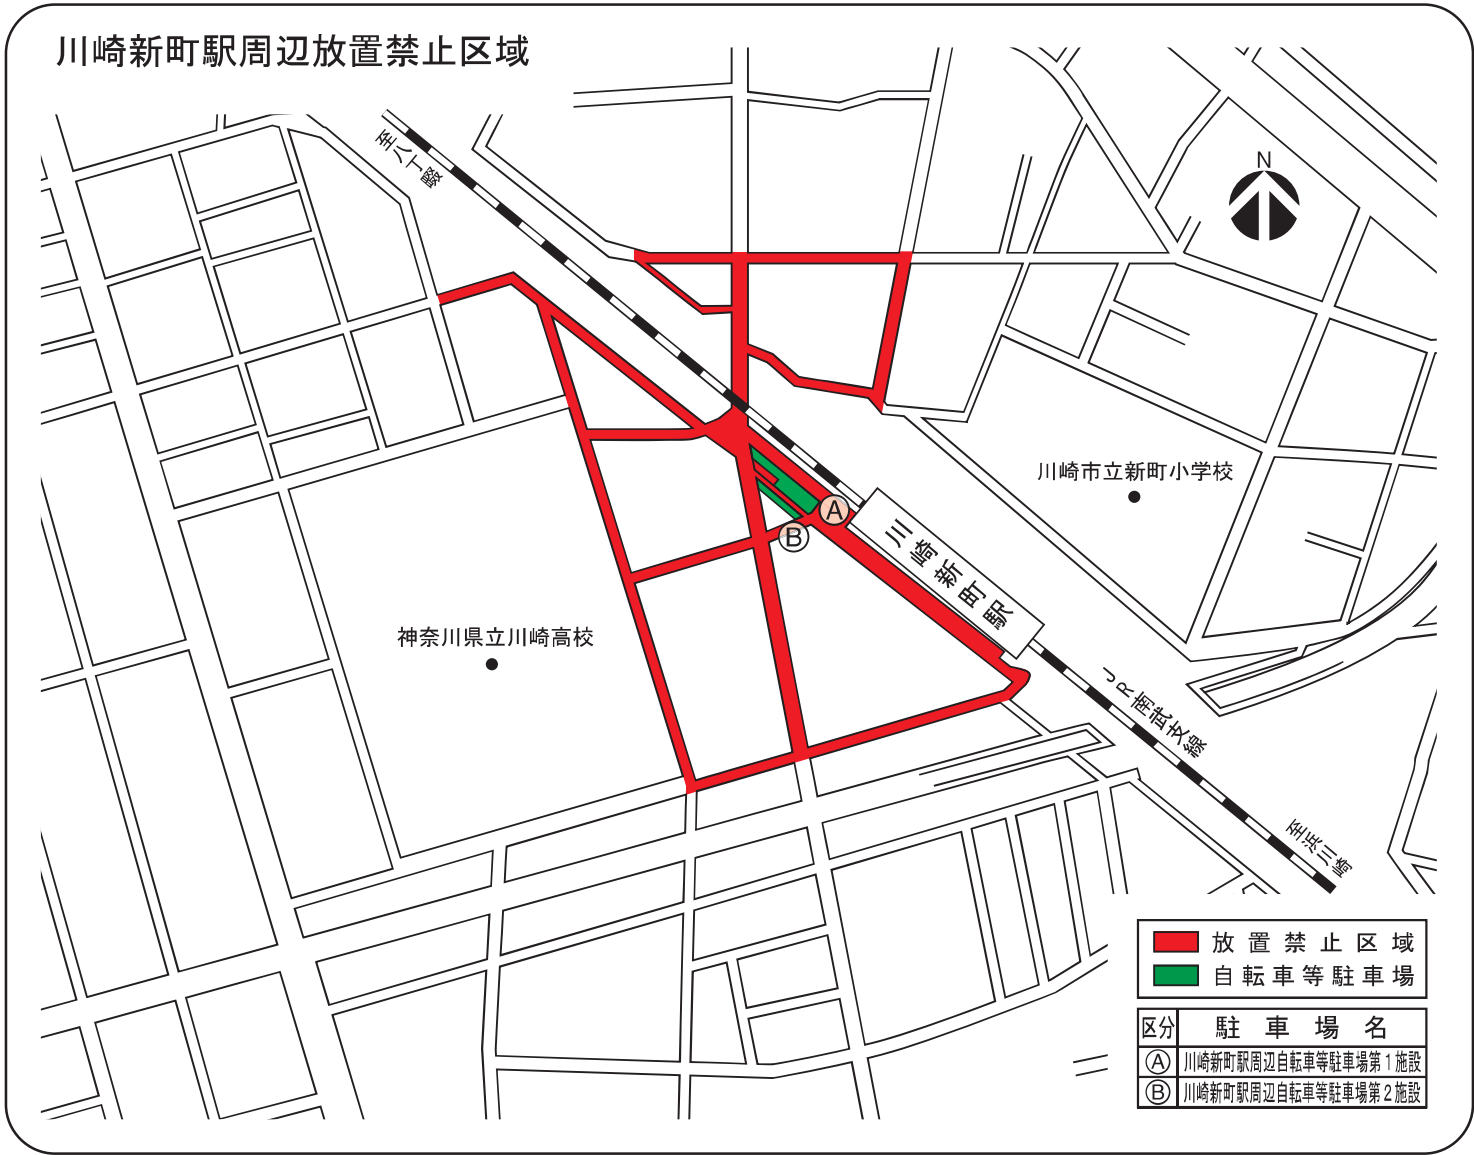 川崎新町駅周辺放置禁止区域
至八丁畷
N
川崎市立新町小学校
A
B
川崎新町駅
神奈川県立川崎高校
JR南武支線
至浜川崎
放置禁止区域
自転車等駐車場
区分 駐車場名
A 川崎新町駅周辺自転車等駐車場第1施設
B 川崎新町駅周辺自転車等駐車場第2施設